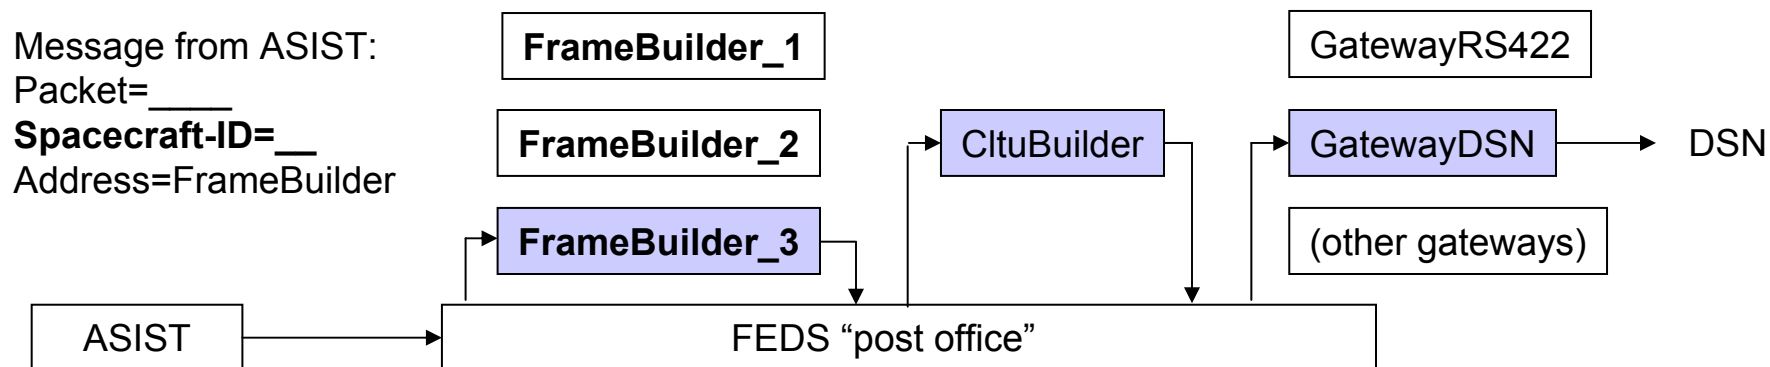 Message from ASIST:
Packet=____
Spacecraft-ID=__
Address=FrameBuilder
FrameBuilder_1
FrameBuilder_2
FrameBuilder_3
CltuBuilder
GatewayRS422
GatewayDSN
DSN
(other gateways)
ASIST
FEDS “post office”